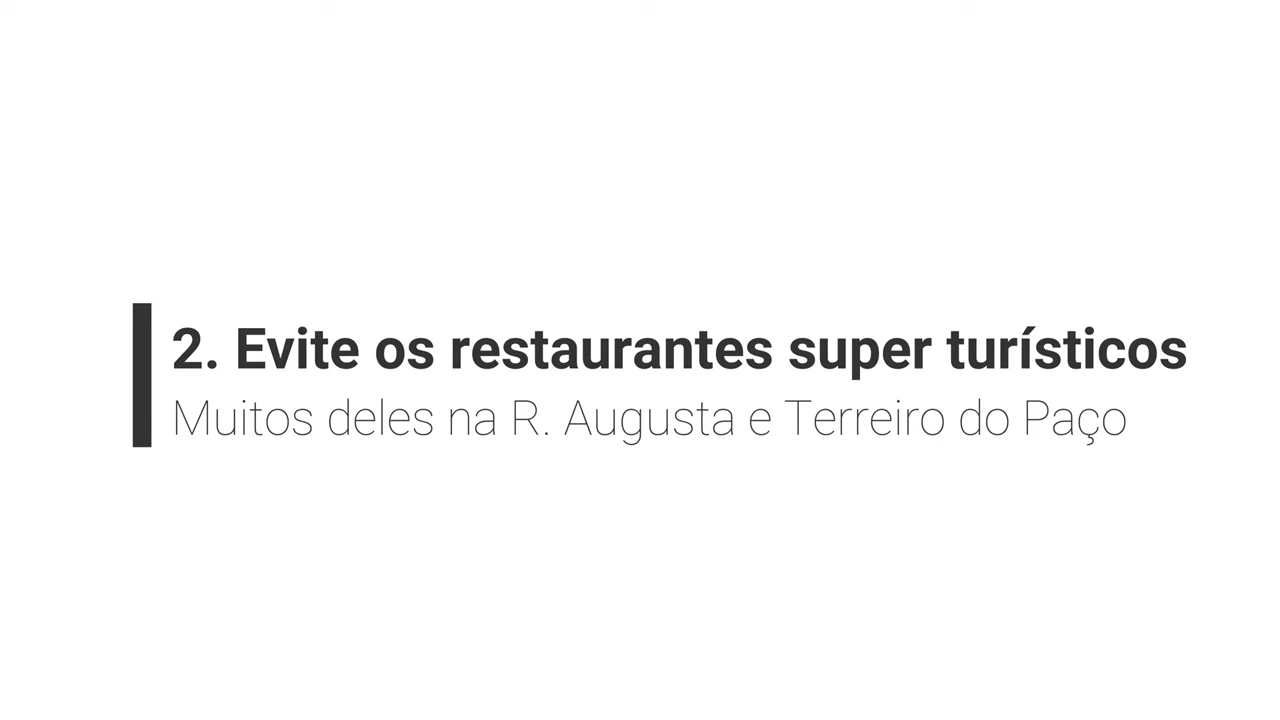 2. Evite os restaurantes super turísticos
Muitos deles na R. Augusta e Terreiro do Paço